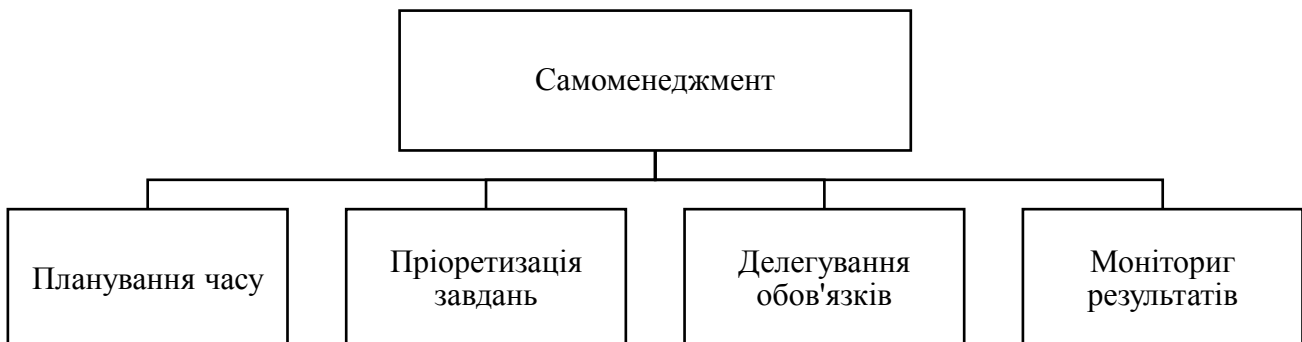 Самоменеджмент
Планування часу
Пріоретизація
завдань
Делегування
обов'язків
Моніториг
результатів